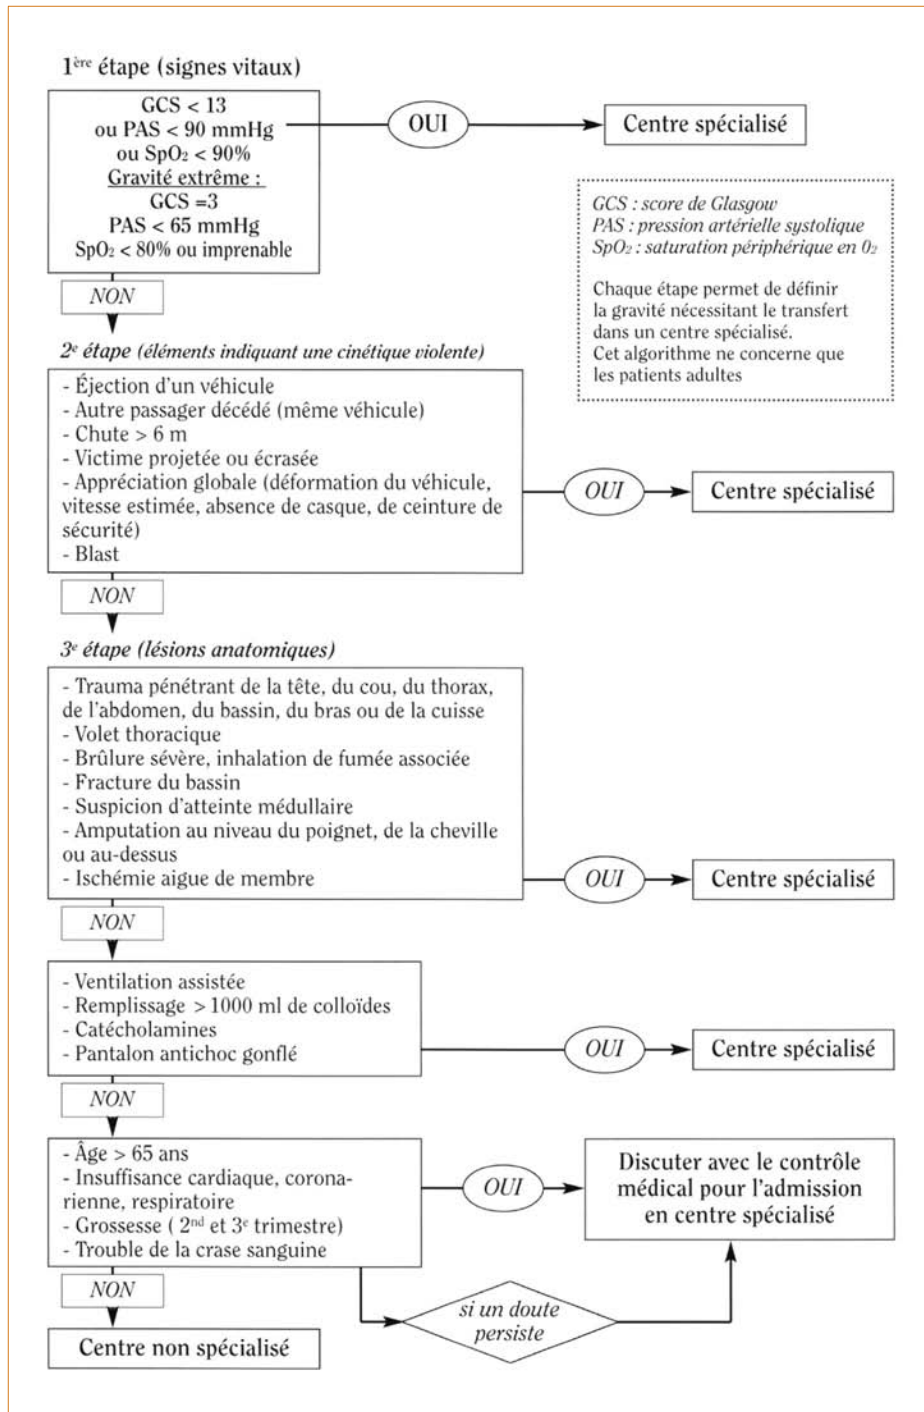 1ère étape (signes vitaux)
GCS < 13
ou PAS < 90 mmHg
ou SpO₂ < 90%
Gravité extrême :
GCS =3
PAS < 65 mmHg
SpO₂ < 80% ou imprenable
OUI
Centre spécialisé
GCS : score de Glasgow
PAS : pression artérielle systolique
SpO₂ : saturation périphérique en 0₂
Chaque étape permet de définir
la gravité nécessitant le transfert
dans un centre spécialisé.
Cet algorithme ne concerne que
les patients adultes
NON
2e étape (éléments indiquant une cinétique violente)
- Éjection d'un véhicule
- Autre passager décédé (même véhicule)
- Chute > 6 m
- Victime projetée ou écrasée
- Appréciation globale (déformation du véhicule,
vitesse estimée, absence de casque, de ceinture de
sécurité)
- Blast
OUI
Centre spécialisé
NON
3e étape (lésions anatomiques)
- Trauma pénétrant de la tête, du cou, du thorax,
de l'abdomen, du bassin, du bras ou de la cuisse
- Volet thoracique
- Brûlure sévère, inhalation de fumée associée
- Fracture du bassin
- Suspicion d'atteinte médullaire
- Amputation au niveau du poignet, de la cheville
ou au-dessus
- Ischémie aigue de membre
OUI
Centre spécialisé
NON
- Ventilation assistée
- Remplissage > 1000 ml de colloïdes
- Catécholamines
- Pantalon antichoc gonflé
OUI
Centre spécialisé
NON
- Âge > 65 ans
- Insuffisance cardiaque, corona-
rienne, respiratoire
- Grossesse ( 2nd et 3e trimestre)
- Trouble de la crase sanguine
OUI
Discuter avec le contrôle
médical pour l'admission
en centre spécialisé
NON
si un doute
persiste
Centre non spécialisé